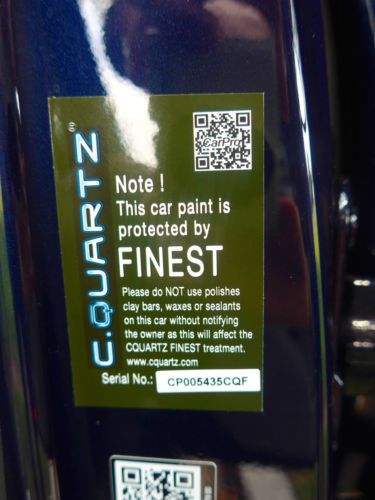 C.QUARTZ®
CarPro
Note !
This car paint is
protected by
FINEST
Please do NOT use polishes
clay bars, waxes or sealants
on this car without notifying
the owner as this will affect the
CQUARTZ FINEST treatment.
www.cquartz.com
Serial No.: CP005435CQF